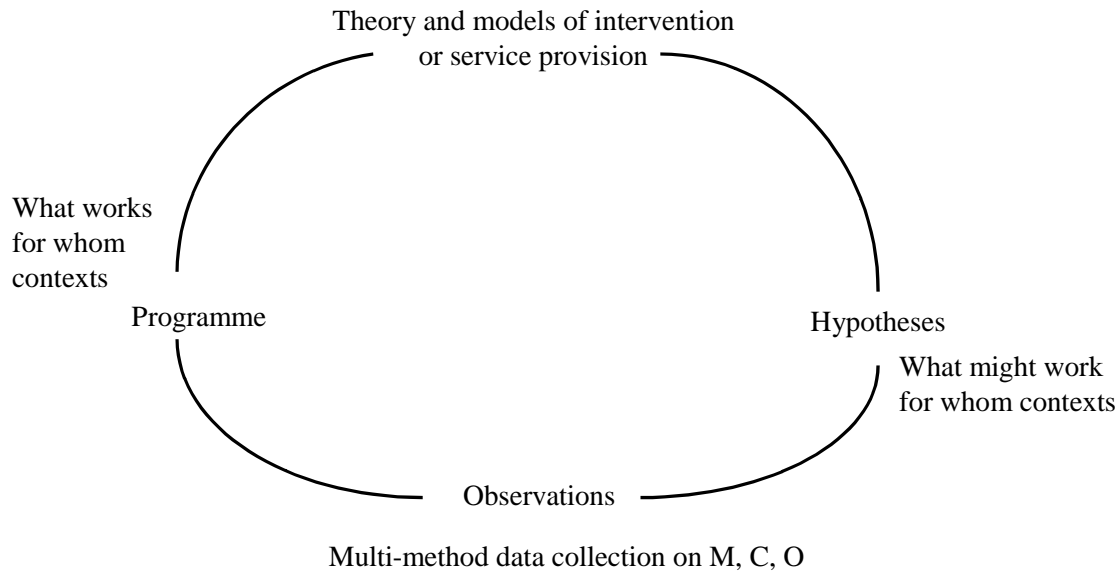 Theory and models of intervention
or service provision
What works
for whom
contexts
Programme
Hypotheses
What might work
for whom contexts
Observations
Multi-method data collection on M, C, O